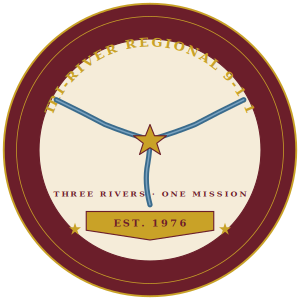 TRI-RIVER REGIONAL 9-1-1
THREE RIVERS · ONE MISSION
EST. 1976